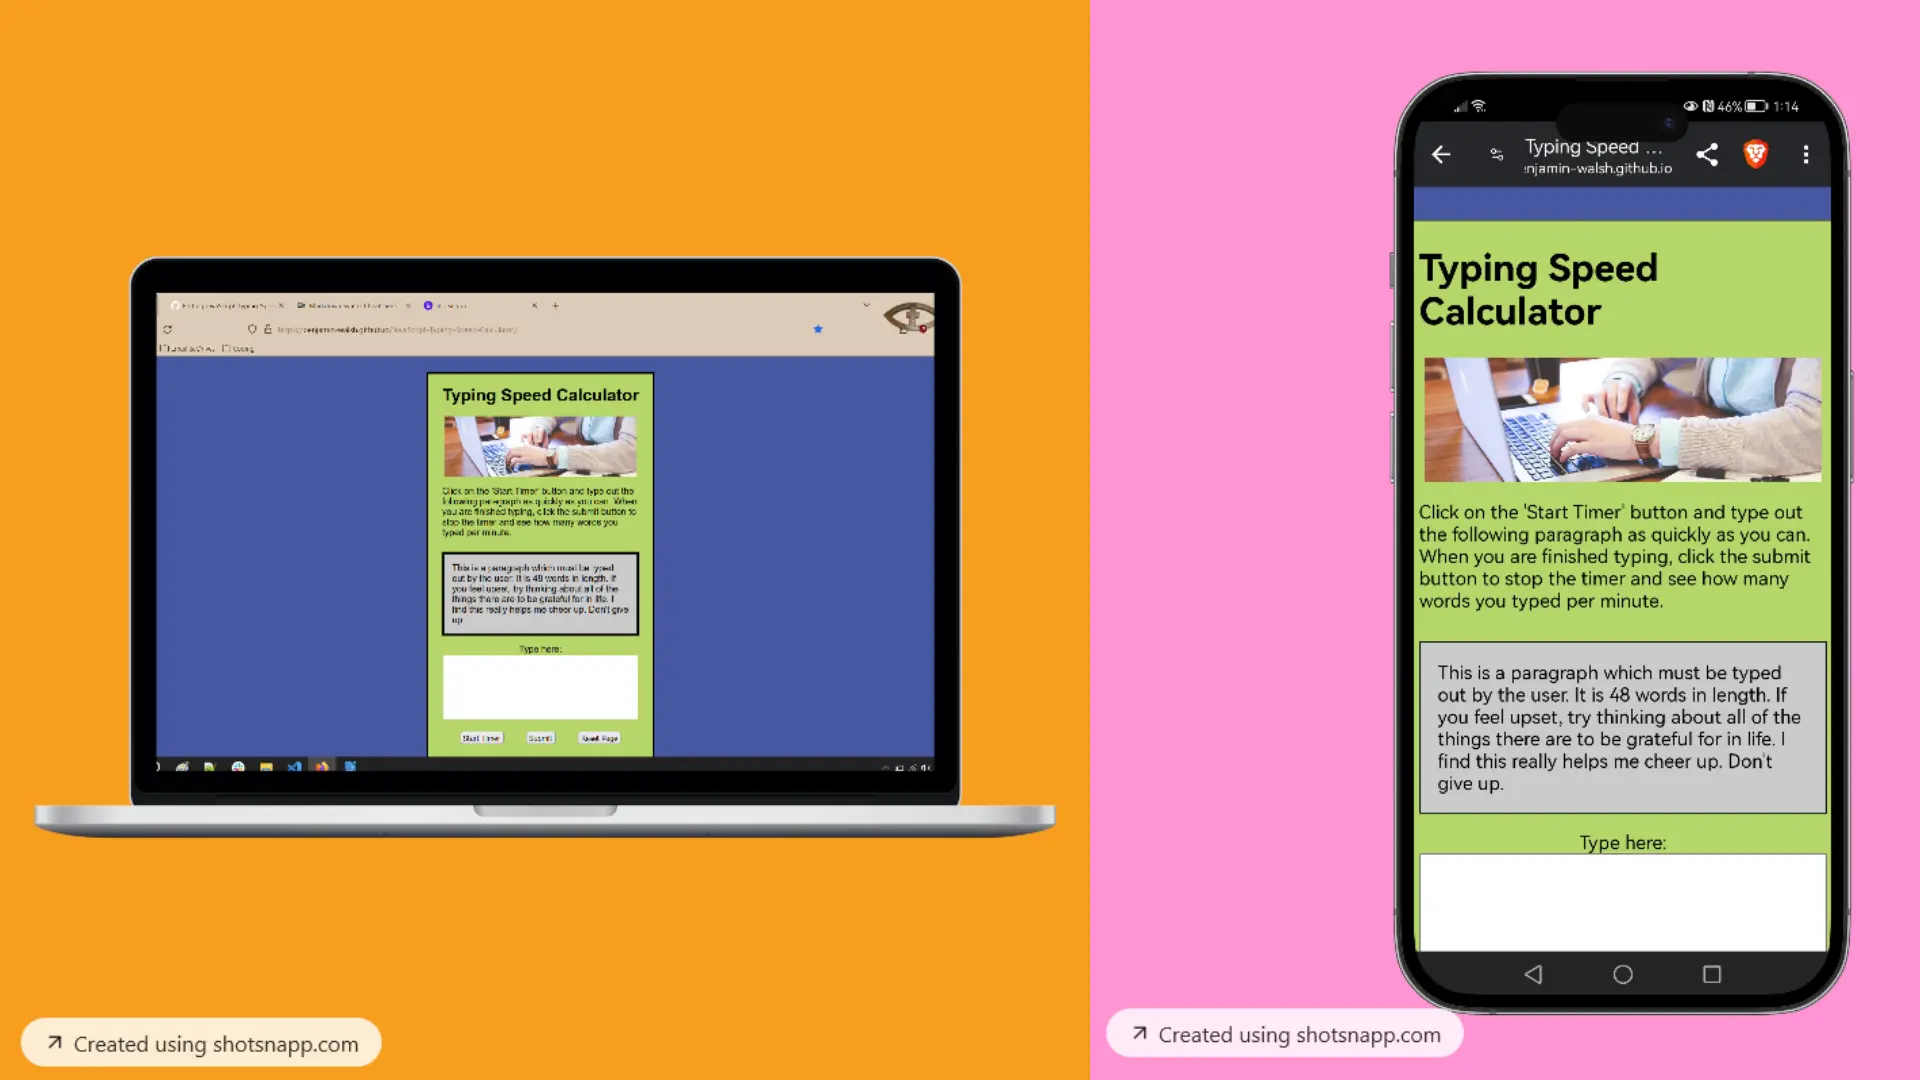 benjamin-walsh.github.io/JavaScript-Typing-Speed-Calculator/
Typing Speed Calculator
Click on the 'Start Timer' button and type out the
following paragraph as quickly as you can. When
you are finished typing, click the submit button to
stop the timer and see how many words you
typed per minute.
This is a paragraph which must be typed
out by the user. It is 48 words in length. If
you feel upset, try thinking about all of the
things there are to be grateful for in life. I
find this really helps me cheer up. Don't give
up.
Type here:
Start Timer
Submit
Reset Page
Created using shotsnapp.com
46% 1:14
Typing Speed ...
enjamin-walsh.github.io
Typing Speed
Calculator
Click on the 'Start Timer' button and type out
the following paragraph as quickly as you can.
When you are finished typing, click the submit
button to stop the timer and see how many
words you typed per minute.
This is a paragraph which must be typed
out by the user. It is 48 words in length. If
you feel upset, try thinking about all of the
things there are to be grateful for in life. I
find this really helps me cheer up. Don't
give up.
Type here:
Created using shotsnapp.com